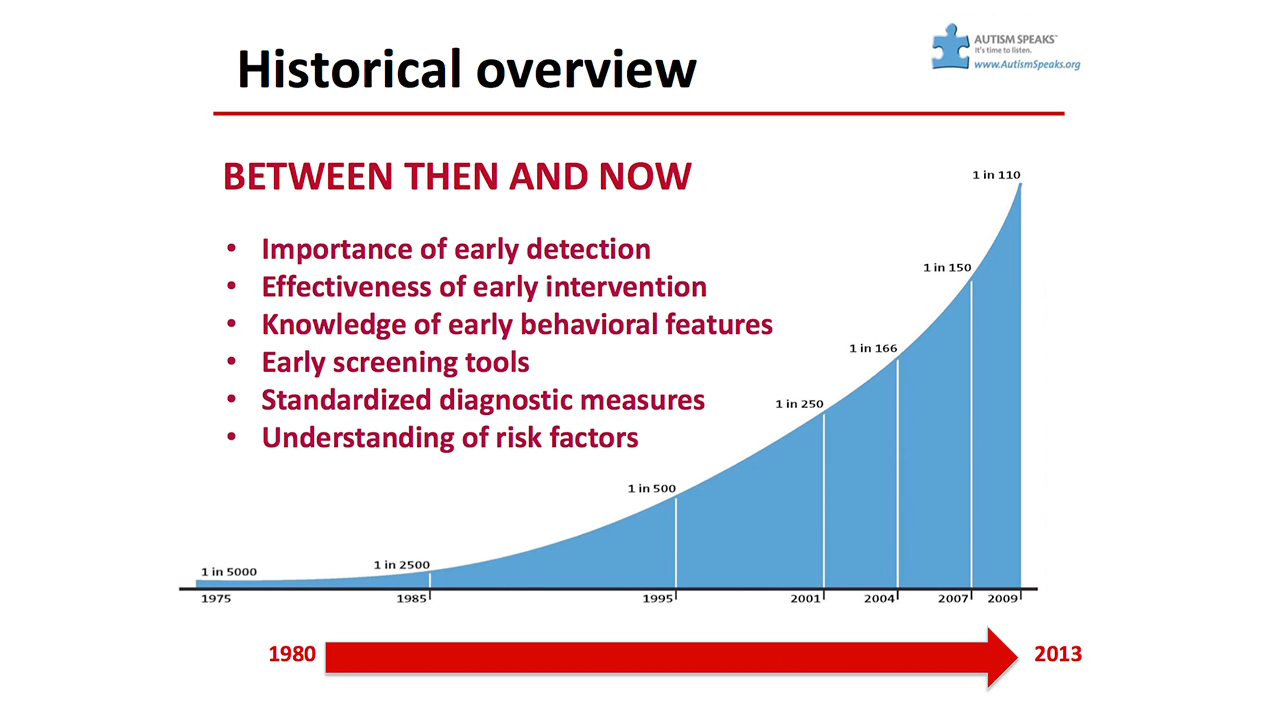 Historical overview
AUTISM SPEAKS™
It's time to listen.
www.AutismSpeaks.org
BETWEEN THEN AND NOW
• Importance of early detection
• Effectiveness of early intervention
• Knowledge of early behavioral features
• Early screening tools
• Standardized diagnostic measures
• Understanding of risk factors
1 in 110
1 in 150
1 in 166
1 in 250
1 in 500
1 in 2500
1 in 5000
1975 1985 1995 2001 2004 2007 2009
1980 2013